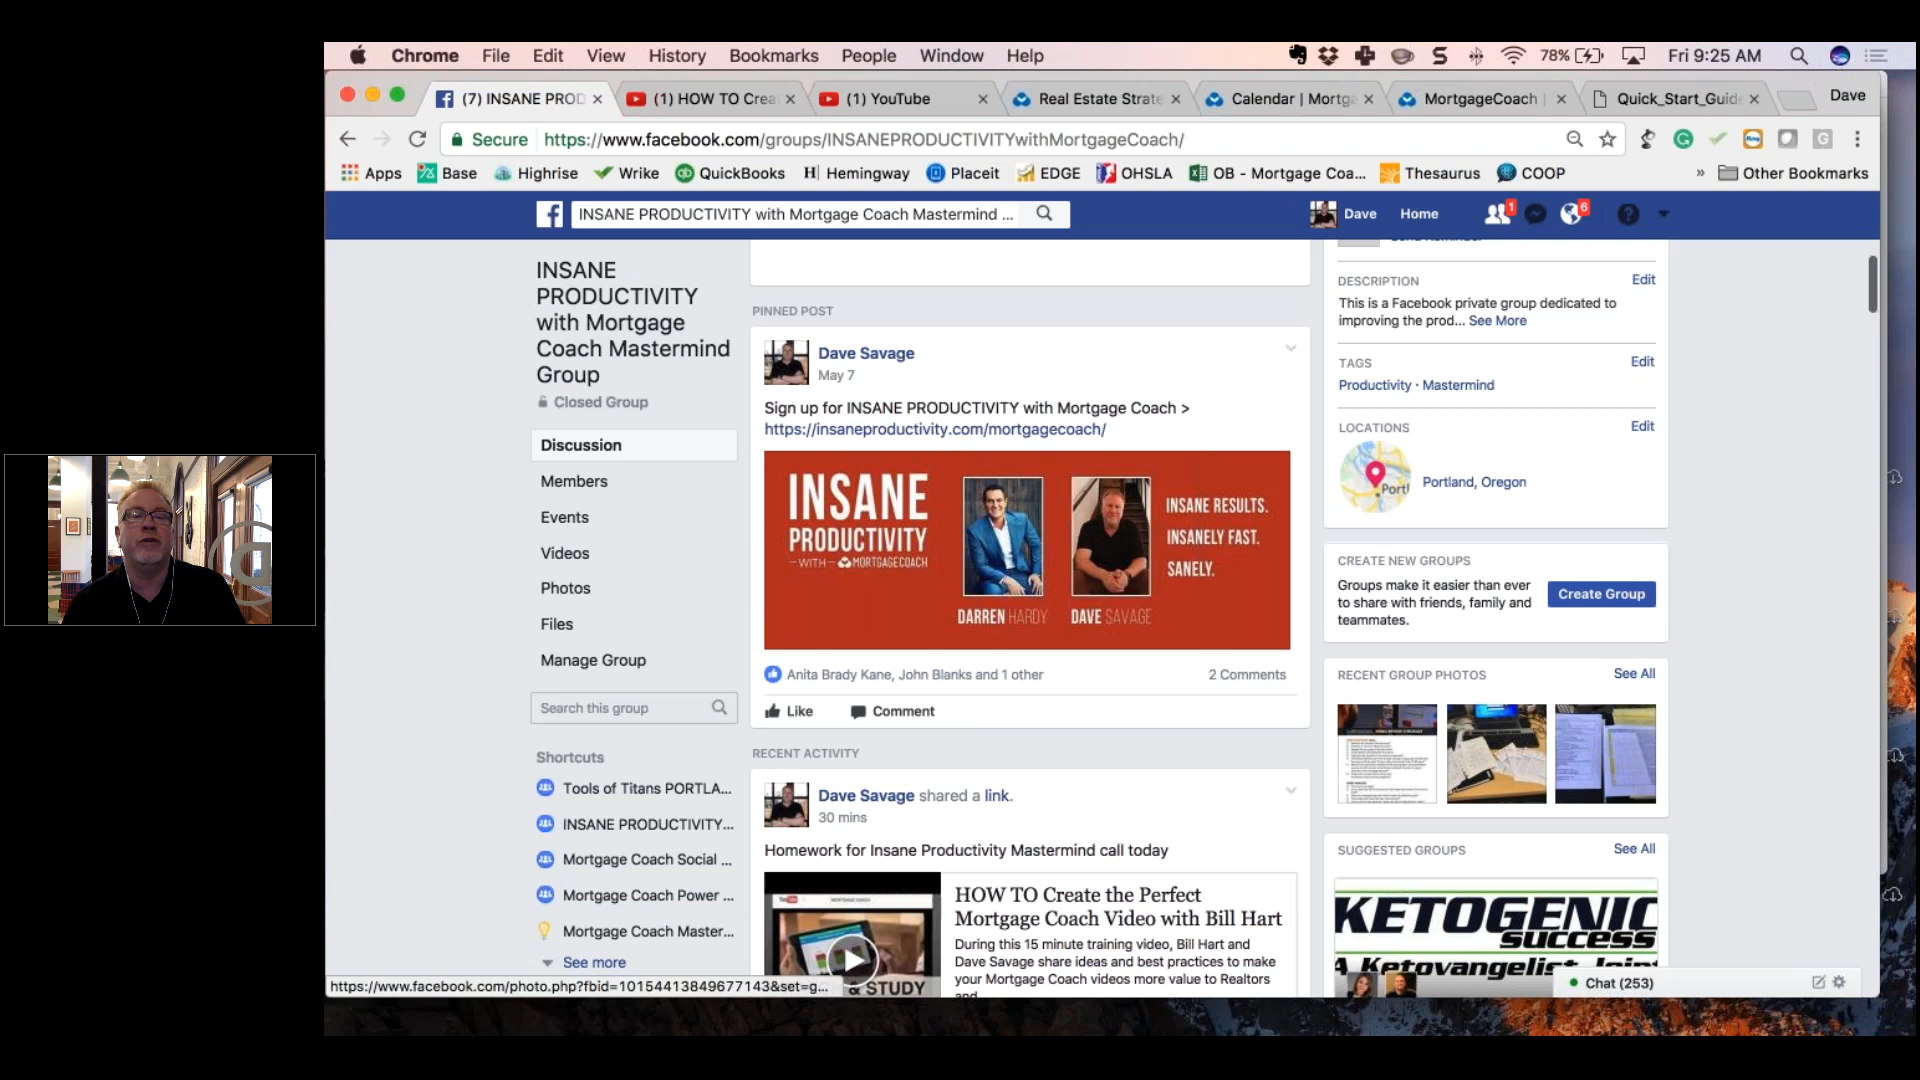 Chrome File Edit View History Bookmarks People Window Help
78% Fri 9:25 AM
(7) INSANE PROD
(1) HOW TO Crea
(1) YouTube
Real Estate Strate
Calendar | Mortga
MortgageCoach |
Quick_Start_Guide
Dave
Secure https://www.facebook.com/groups/INSANEPRODUCTIVITYwithMortgageCoach/
Apps Base Highrise Wrike QuickBooks Hemingway Placeit EDGE OHSLA OB - Mortgage Coa... Thesaurus COOP » Other Bookmarks
INSANE PRODUCTIVITY with Mortgage Coach Mastermind ...
Dave Home 1 6
INSANE
PRODUCTIVITY
with Mortgage
Coach Mastermind
Group
Closed Group
Discussion
Members
Events
Videos
Photos
Files
Manage Group
Search this group
Shortcuts
Tools of Titans PORTLA...
INSANE PRODUCTIVITY...
Mortgage Coach Social ...
Mortgage Coach Power ...
Mortgage Coach Master...
See more
https://www.facebook.com/photo.php?fbid=10154413849677143&set=g...
PINNED POST
Dave Savage
May 7
Sign up for INSANE PRODUCTIVITY with Mortgage Coach >
https://insaneproductivity.com/mortgagecoach/
INSANE
PRODUCTIVITY
-WITH- MORTGAGECOACH
DARREN HARDY
DAVE SAVAGE
INSANE RESULTS.
INSANELY FAST.
SANELY.
Anita Brady Kane, John Blanks and 1 other
2 Comments
Like Comment
RECENT ACTIVITY
Dave Savage shared a link.
30 mins
Homework for Insane Productivity Mastermind call today
& STUDY
HOW TO Create the Perfect
Mortgage Coach Video with Bill Hart
During this 15 minute training video, Bill Hart and
Dave Savage share ideas and best practices to make
your Mortgage Coach videos more value to Realtors
and
DESCRIPTION Edit
This is a Facebook private group dedicated to
improving the prod... See More
TAGS Edit
Productivity · Mastermind
LOCATIONS Edit
Portl
Portland, Oregon
CREATE NEW GROUPS
Groups make it easier than ever
to share with friends, family and
teammates.
Create Group
RECENT GROUP PHOTOS See All
SUGGESTED GROUPS See All
KETOGENIC
SUCCESS
A Ketovangelist Join
Chat (253)